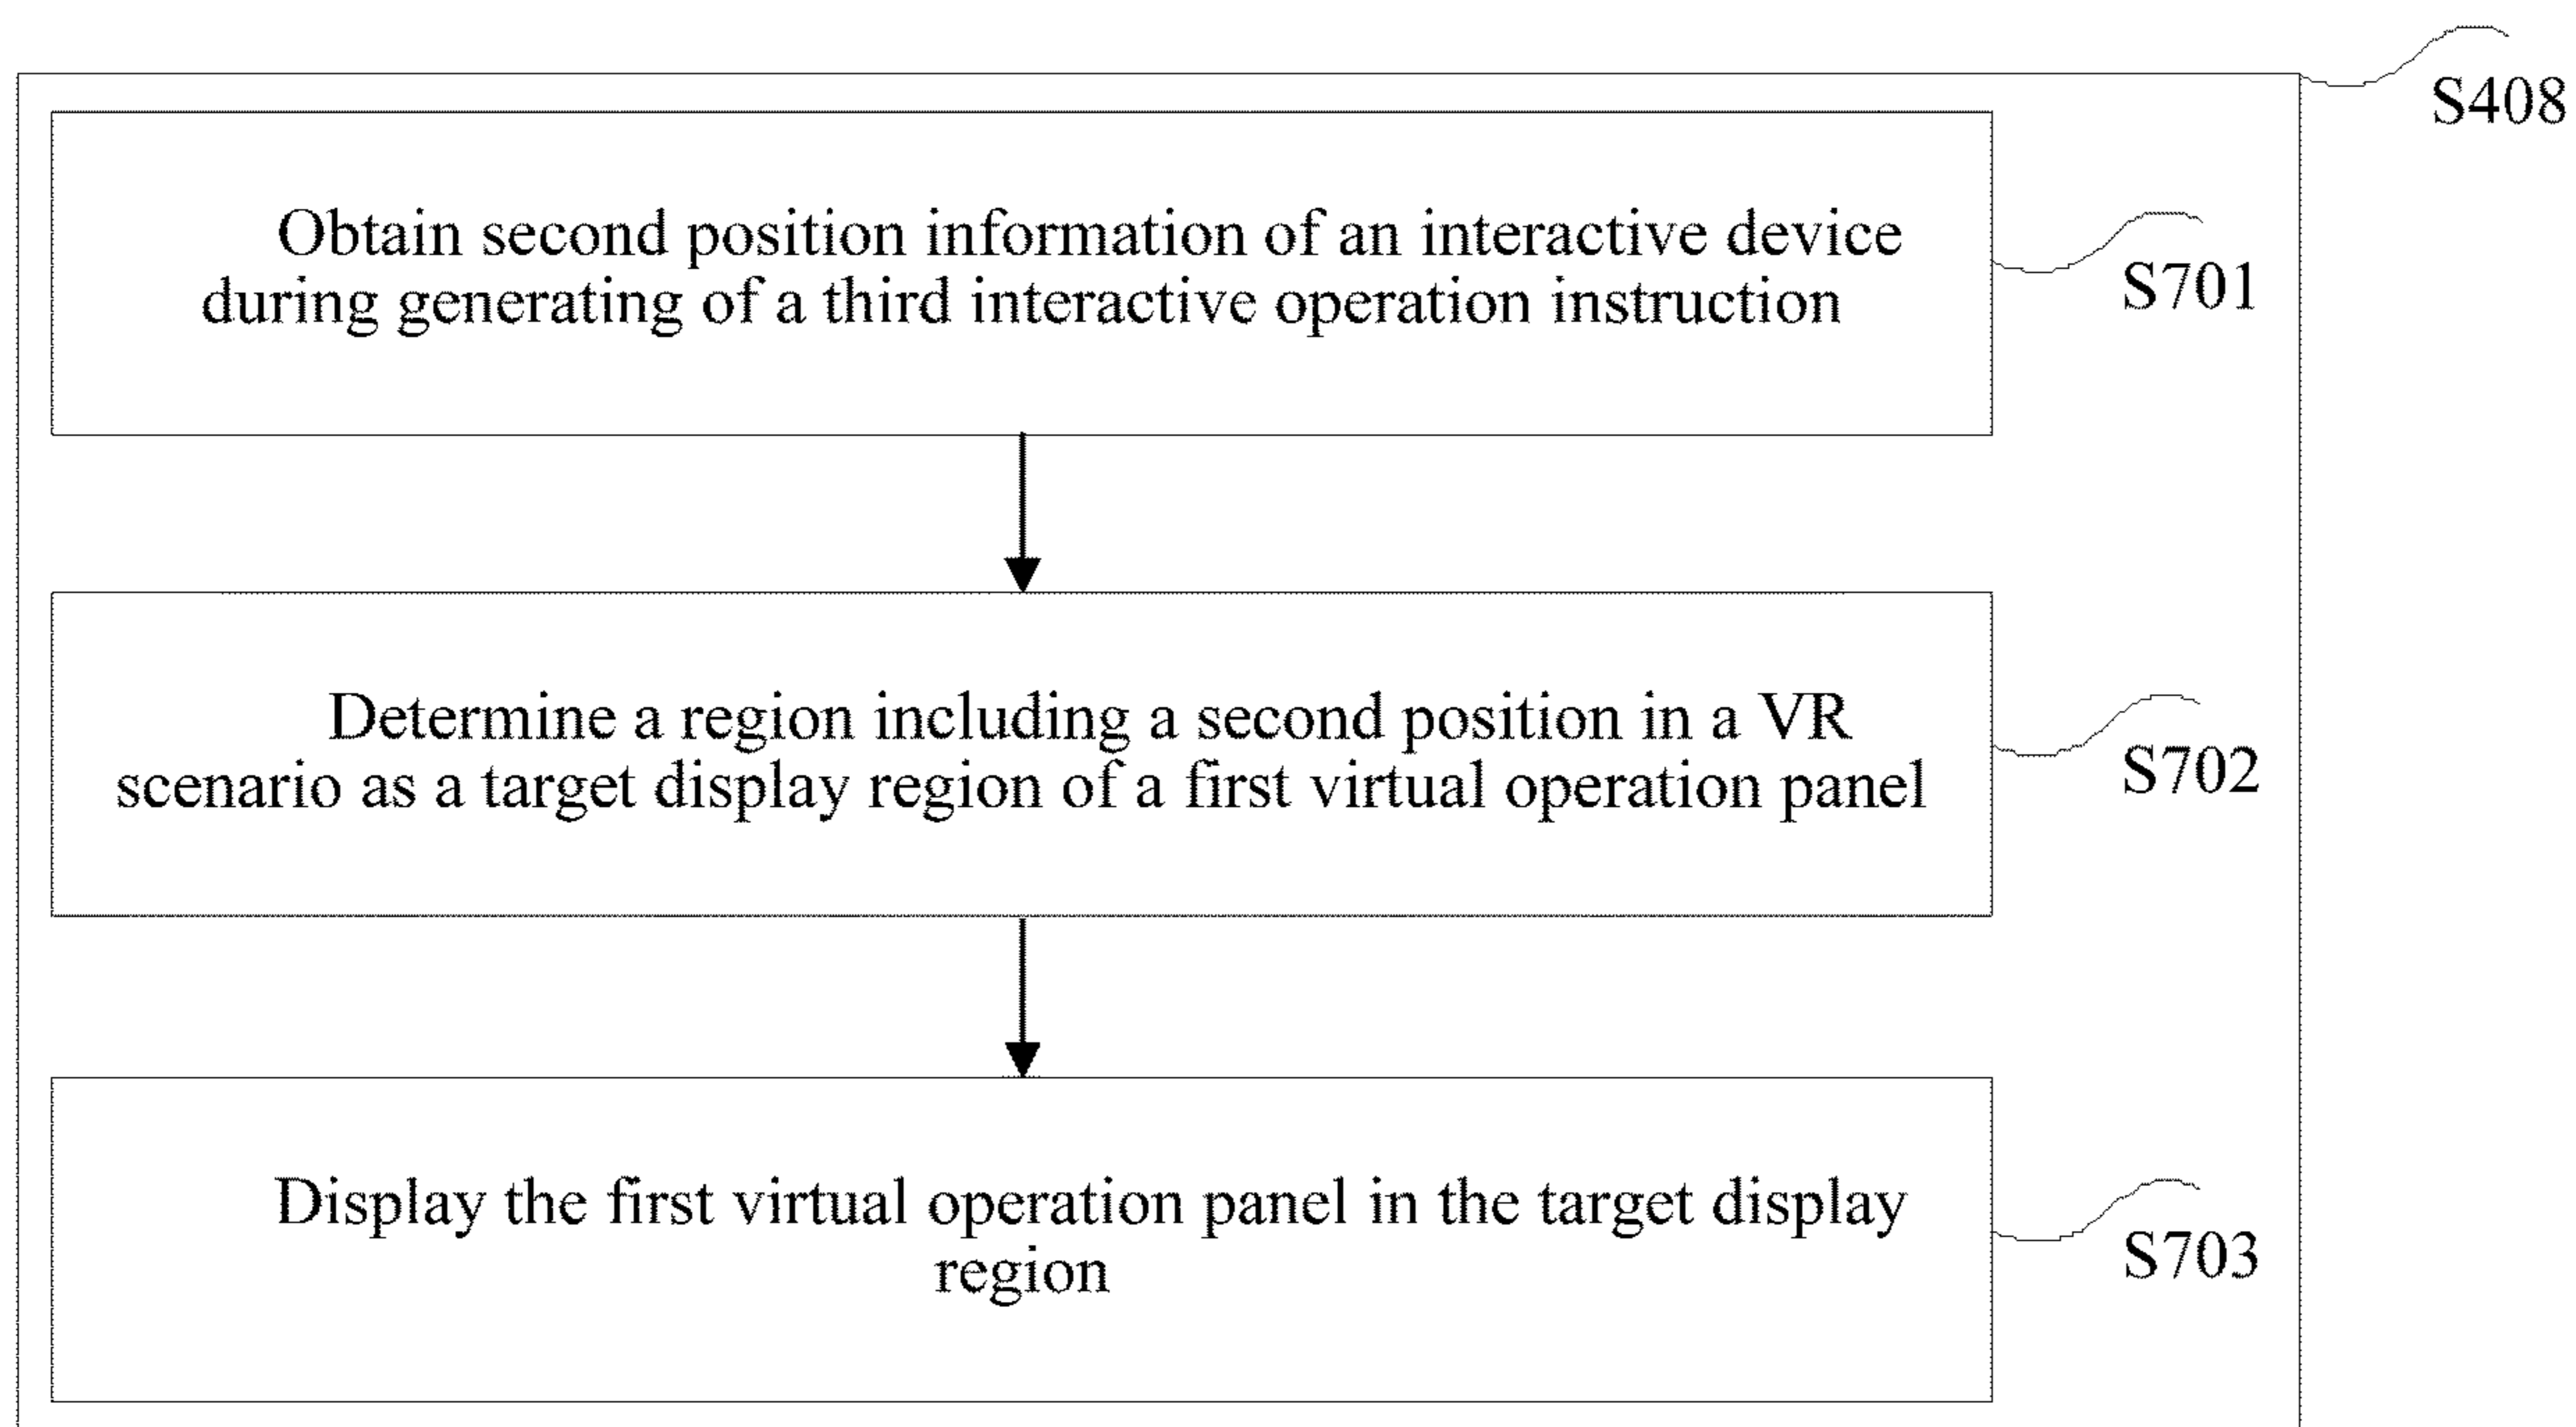 S408
Obtain second position information of an interactive device
during generating of a third interactive operation instruction
S701
Determine a region including a second position in a VR
scenario as a target display region of a first virtual operation panel
S702
Display the first virtual operation panel in the target display
region
S703